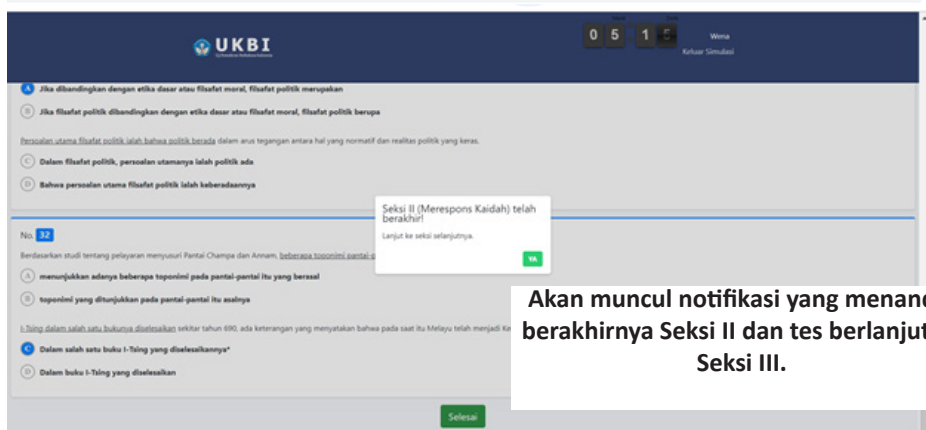 UKBI
0 5 1 5
Wena
Keluar Simulasi
A Jika dibandingkan dengan etika dasar atau filsafat moral, filsafat politik merupakan
B Jika filsafat politik dibandingkan dengan etika dasar atau filsafat moral, filsafat politik berupa
Persoalan utama filsafat politik ialah bahwa politik berada dalam arus tegangan antara hal yang normatif dan realitas politik yang keras.
C Dalam filsafat politik, persoalan utamanya ialah politik ada
D Bahwa persoalan utama filsafat politik ialah keberadaannya
Seksi II (Merespons Kaidah) telah
berakhir!
Lanjut ke seksi selanjutnya.
YA
No. 32
Berdasarkan studi tentang pelayaran menyusuri Pantai Champa dan Annam, beberapa toponimi pantai-p
A menunjukkan adanya beberapa toponimi pada pantai-pantai itu yang berasal
B toponimi yang ditunjukkan pada pantai-pantai itu asalnya
I-Tsing dalam salah satu bukunya diselesaikan sekitar tahun 690, ada keterangan yang menyatakan bahwa pada saat itu Melayu telah menjadi Ke
C Dalam salah satu buku I-Tsing yang diselesaikannya*
D Dalam buku I-Tsing yang diselesaikan
Selesai
Akan muncul notifikasi yang menand
berakhirnya Seksi II dan tes berlanjut
Seksi III.